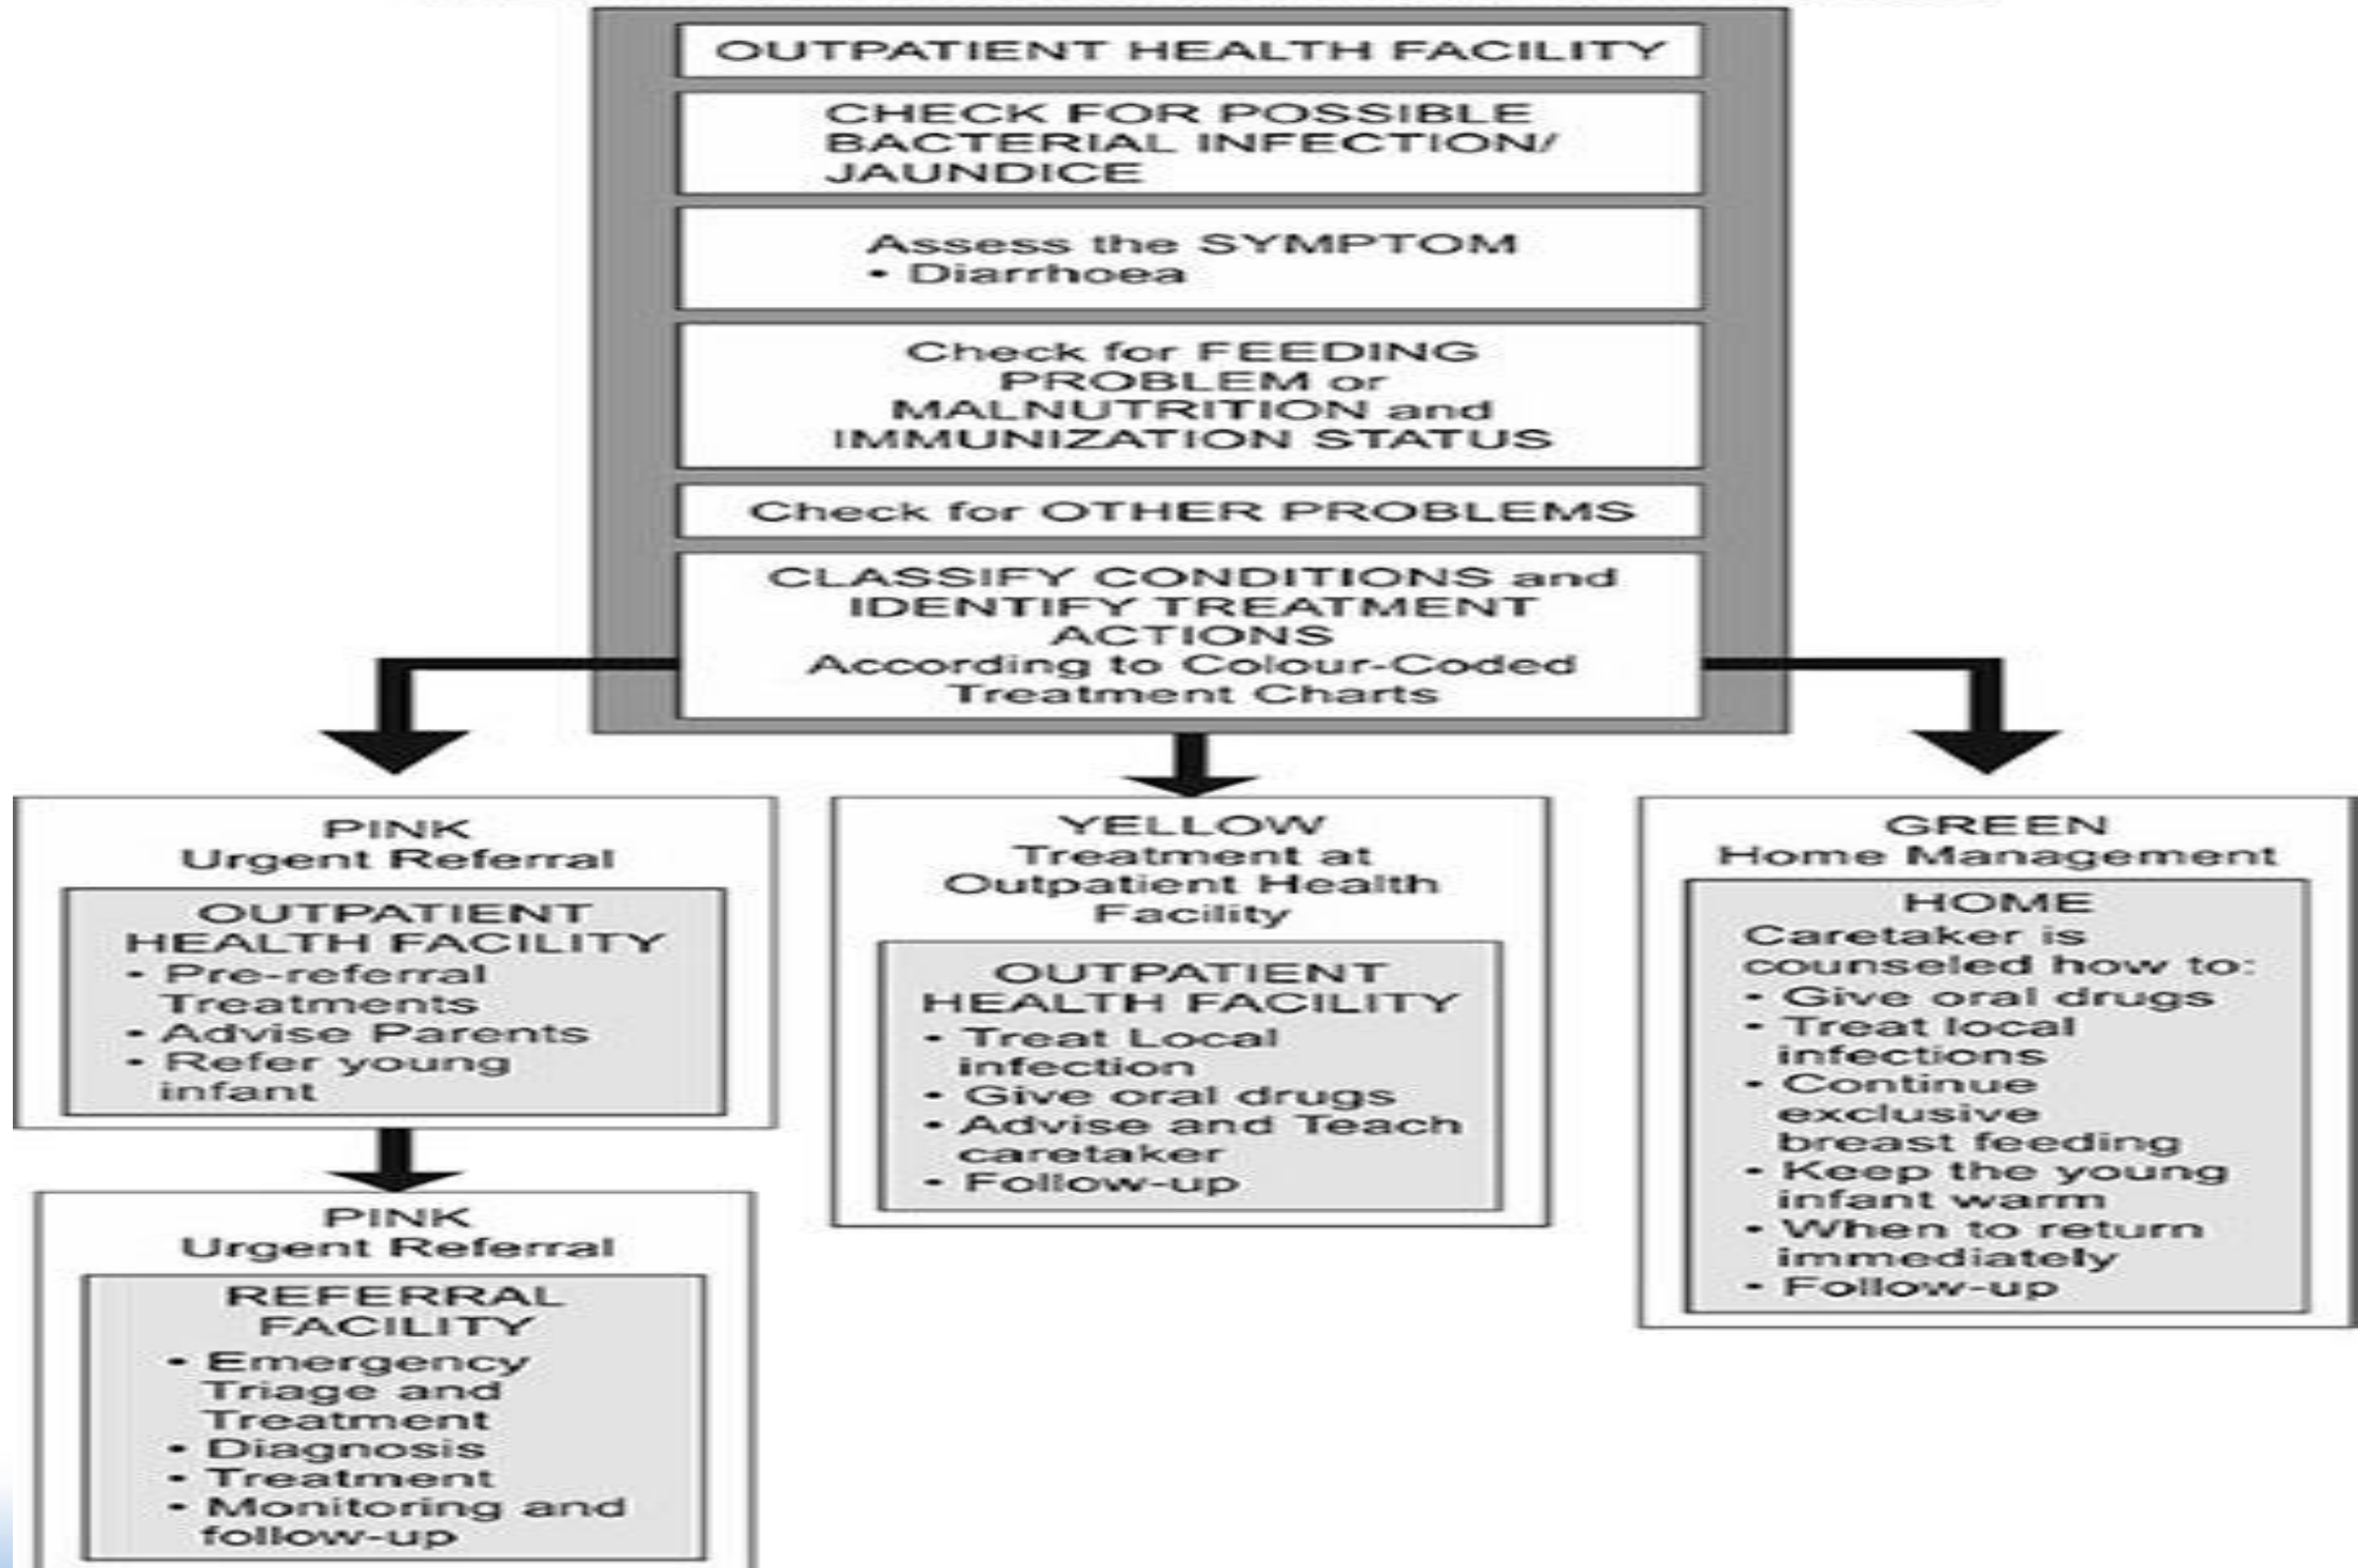 OUTPATIENT HEALTH FACILITY
CHECK FOR POSSIBLE
BACTERIAL INFECTION/
JAUNDICE
Assess the SYMPTOM
• Diarrhoea
Check for FEEDING
PROBLEM or
MALNUTRITION and
IMMUNIZATION STATUS
Check for OTHER PROBLEMS
CLASSIFY CONDITIONS and
IDENTIFY TREATMENT
ACTIONS
According to Colour-Coded
Treatment Charts
PINK
Urgent Referral
OUTPATIENT
HEALTH FACILITY
• Pre-referral
Treatments
• Advise Parents
• Refer young
infant
PINK
Urgent Referral
REFERRAL
FACILITY
• Emergency
Triage and
Treatment
• Diagnosis
• Treatment
• Monitoring and
follow-up
YELLOW
Treatment at
Outpatient Health
Facility
OUTPATIENT
HEALTH FACILITY
• Treat Local
infection
• Give oral drugs
• Advise and Teach
caretaker
• Follow-up
GREEN
Home Management
HOME
Caretaker is
counseled how to:
• Give oral drugs
• Treat local
infections
• Continue
exclusive
breast feeding
• Keep the young
infant warm
• When to return
immediately
• Follow-up